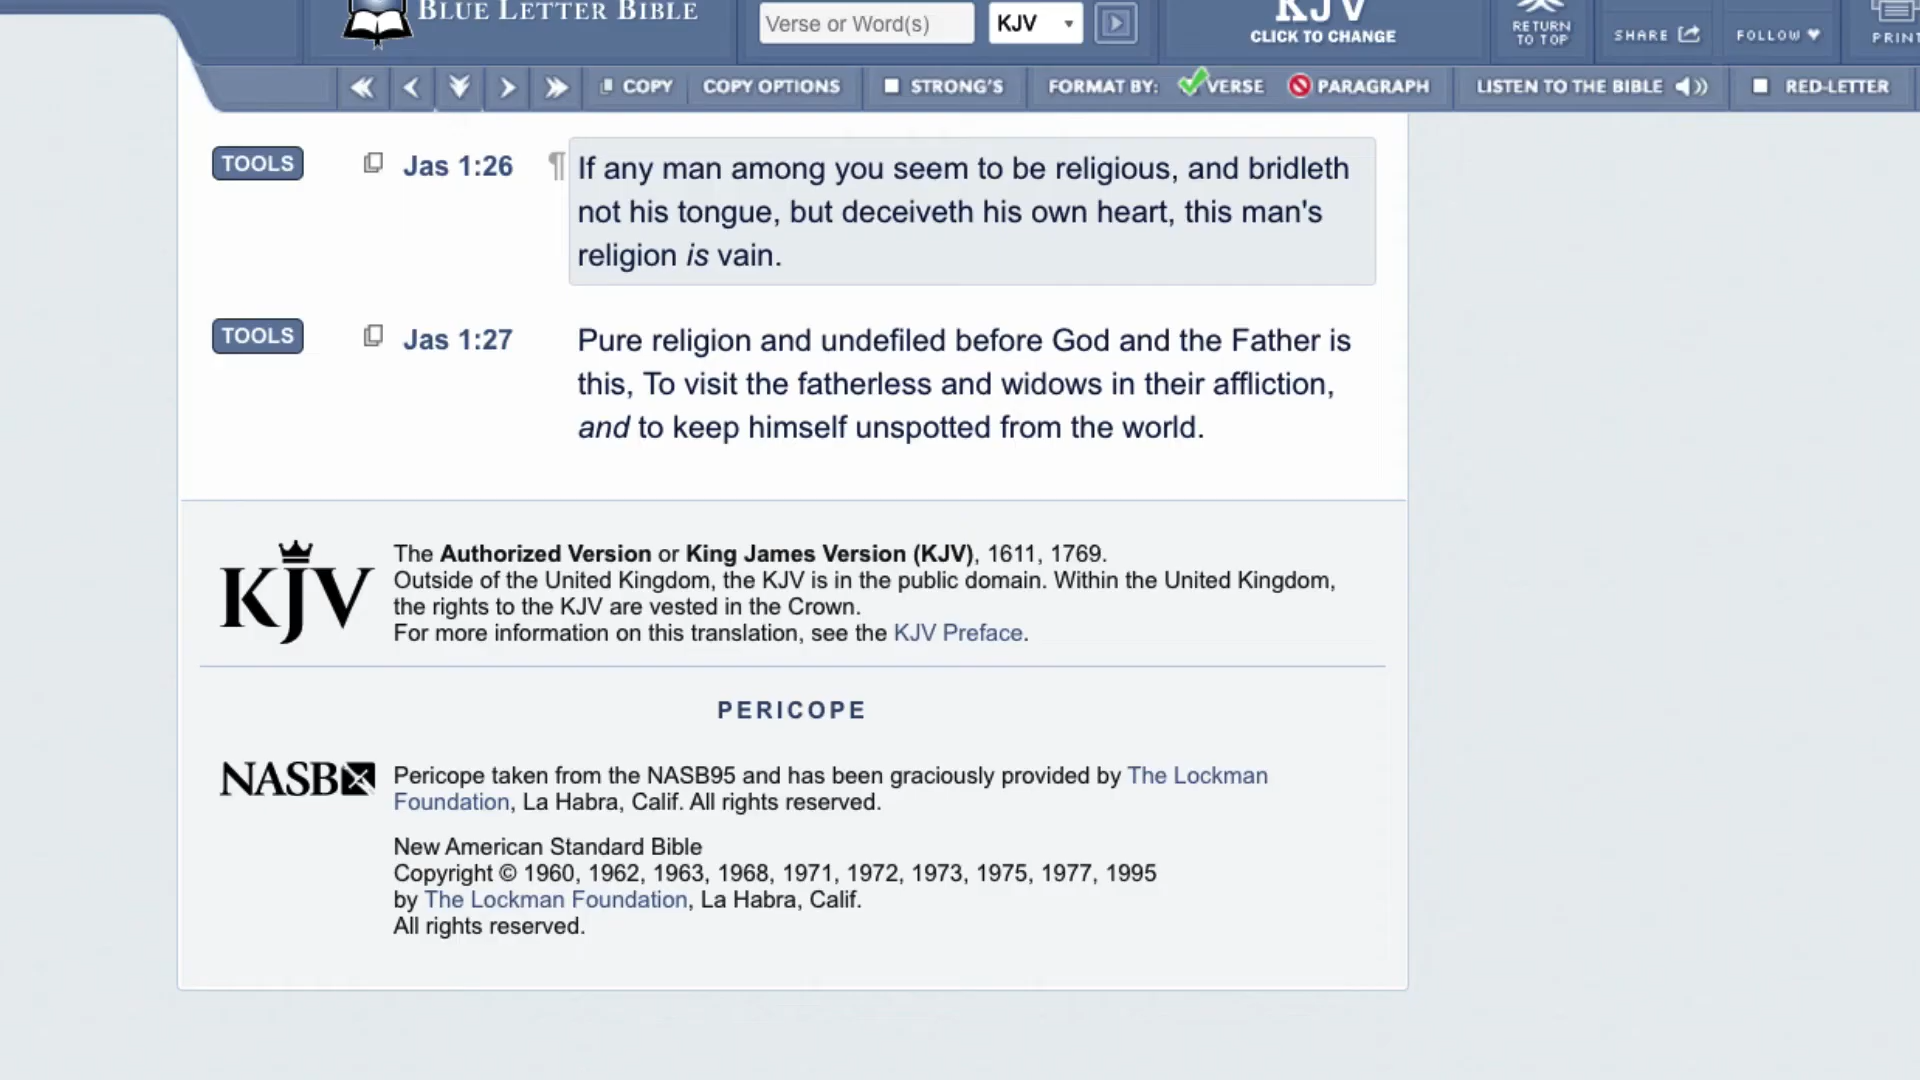 BLUE LETTER BIBLE
Verse or Word(s)
KJV
KJV
CLICK TO CHANGE
RETURN
TO TOP
SHARE
FOLLOW
PRINT
COPY
COPY OPTIONS
STRONG'S
FORMAT BY:
VERSE
PARAGRAPH
LISTEN TO THE BIBLE
RED-LETTER
TOOLS
Jas 1:26
¶ If any man among you seem to be religious, and bridleth
not his tongue, but deceiveth his own heart, this man's
religion is vain.
TOOLS
Jas 1:27
Pure religion and undefiled before God and the Father is
this, To visit the fatherless and widows in their affliction,
and to keep himself unspotted from the world.
KJV
The Authorized Version or King James Version (KJV), 1611, 1769.
Outside of the United Kingdom, the KJV is in the public domain. Within the United Kingdom,
the rights to the KJV are vested in the Crown.
For more information on this translation, see the KJV Preface.
PERICOPE
NASB
Pericope taken from the NASB95 and has been graciously provided by The Lockman
Foundation, La Habra, Calif. All rights reserved.
New American Standard Bible
Copyright © 1960, 1962, 1963, 1968, 1971, 1972, 1973, 1975, 1977, 1995
by The Lockman Foundation, La Habra, Calif.
All rights reserved.